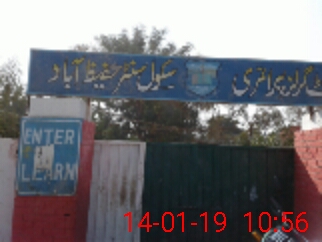 گرلز پرائمری سکول سنٹر حفیظ آباد
ENTER
LEARN
14-01-19 10:56